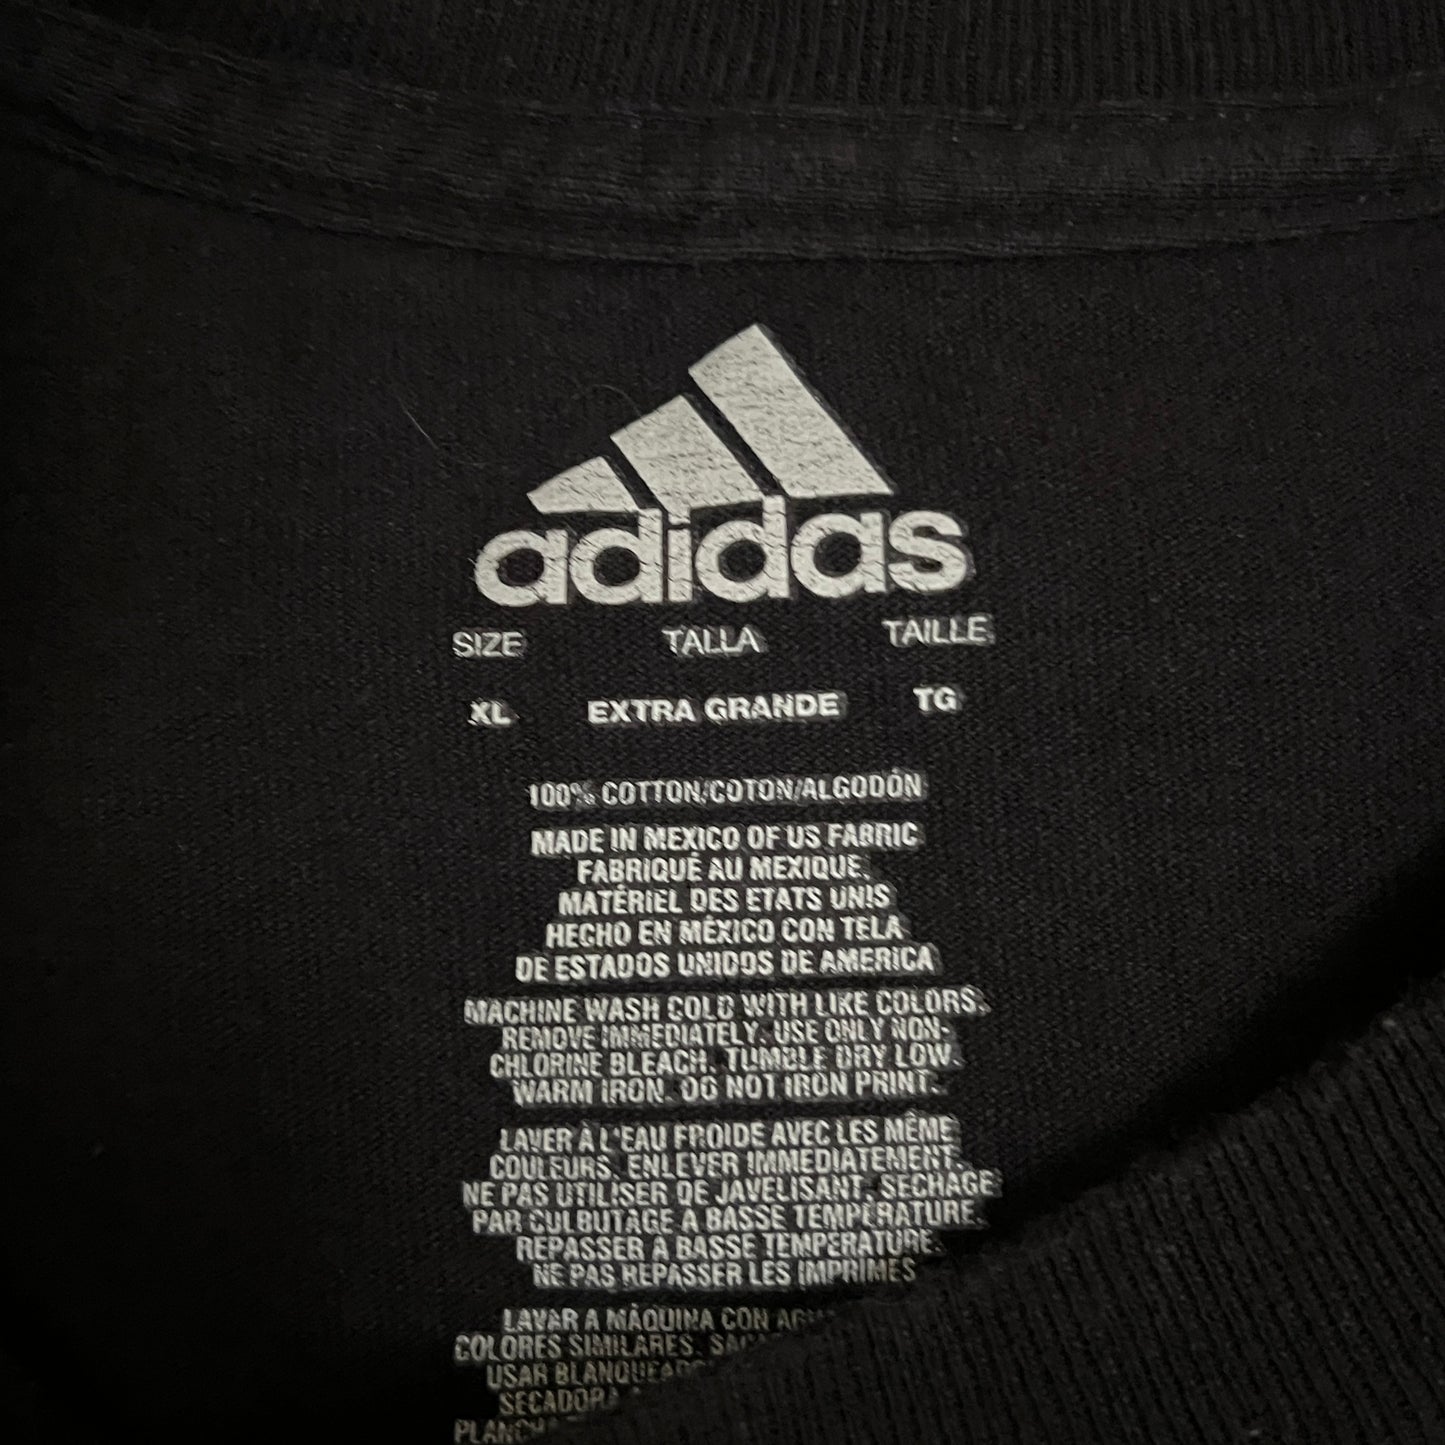 adidas
SIZE TALLA TAILLE
XL EXTRA GRANDE TG
100% COTTON/COTON/ALGODÓN
MADE IN MEXICO OF US FABRIC
FABRIQUÉ AU MEXIQUE.
MATÉRIEL DES ETATS UNIS
HECHO EN MÉXICO CON TELA
DE ESTADOS UNIDOS DE AMERICA
MACHINE WASH COLD WITH LIKE COLORS.
REMOVE IMMEDIATELY. USE ONLY NON-
CHLORINE BLEACH. TUMBLE DRY LOW.
WARM IRON. DO NOT IRON PRINT.
LAVER À L'EAU FROIDE AVEC LES MÊME
COULEURS. ENLEVER IMMEDIATEMENT.
NE PAS UTILISER DE JAVELISANT. SECHAGE
PAR CULBUTAGE A BASSE TEMPERATURE.
REPASSER A BASSE TEMPERATURE.
NE PAS REPASSER LES IMPRIMES
LAVAR A MÁQUINA CON
COLORES SIMILARES.
USAR